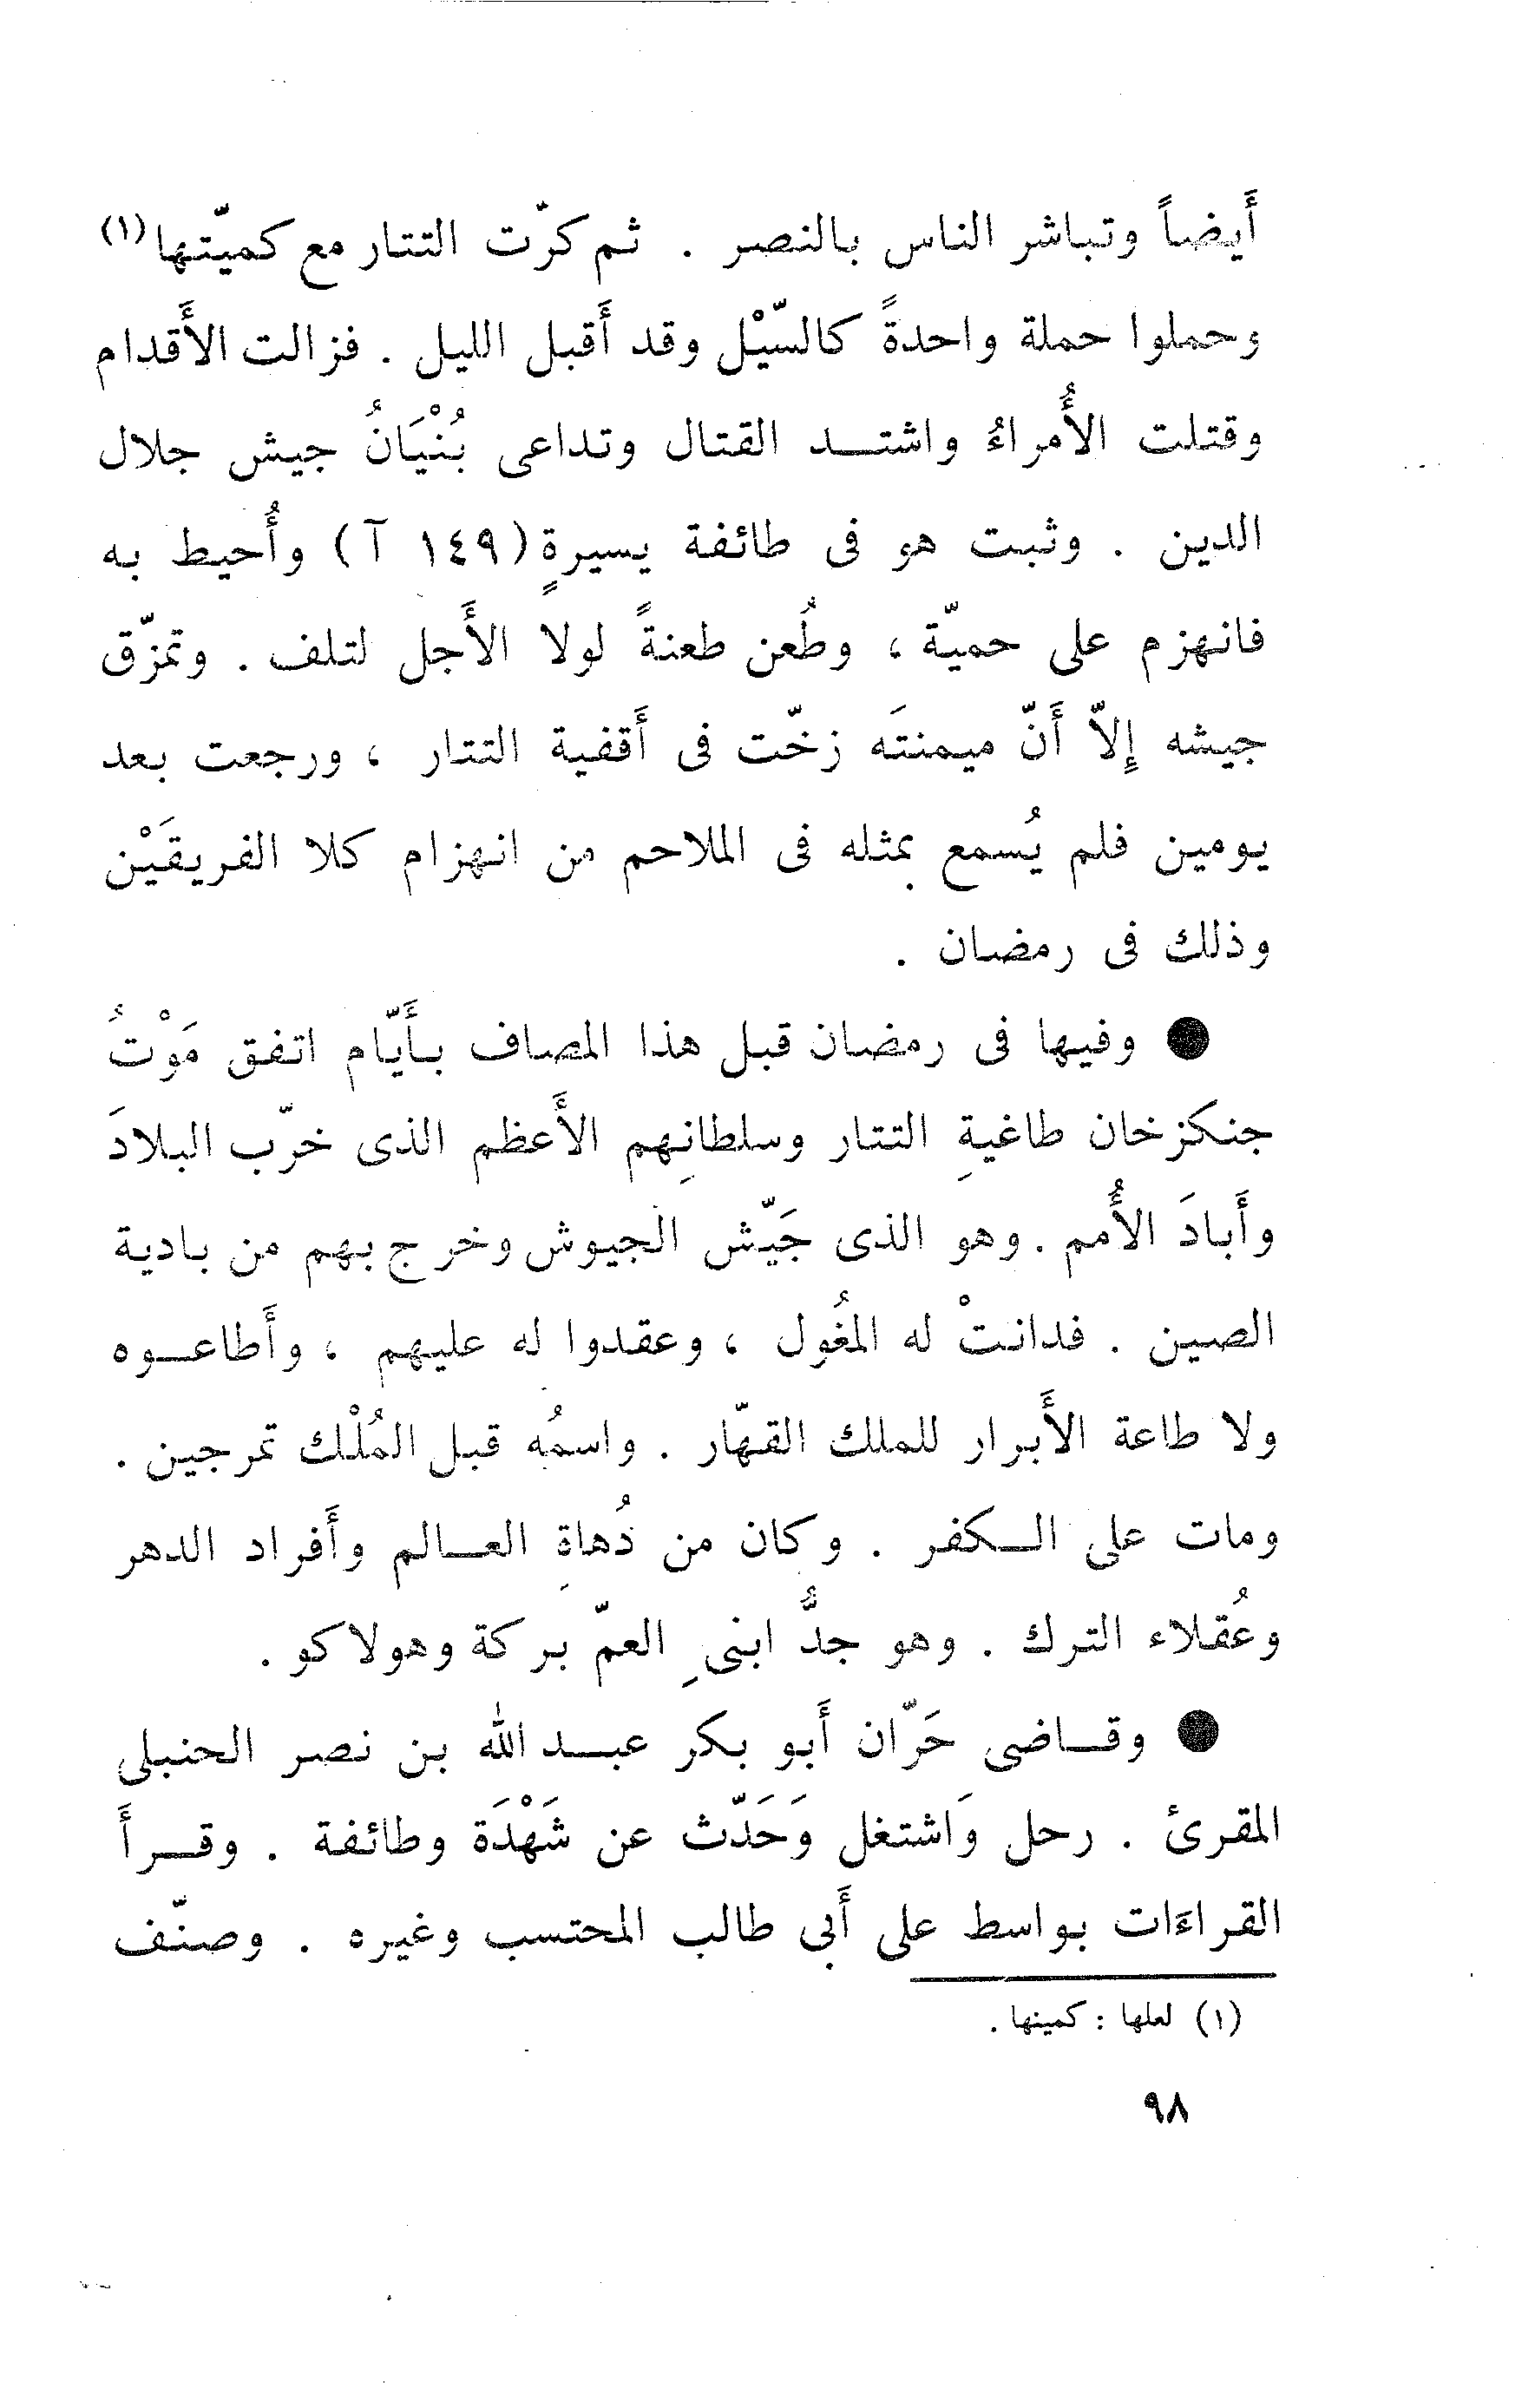 أَيضاً وتباشر الناس بالنصر . ثم كرّت التتار مع كميّتها(١)
وحملوا حملة واحدةً كالسّيْل وقد أَقبل الليل . فزالت الأَقدام
وقتلت الأُمراءُ واشتد القتال وتداعى بُنْيَانُ جيش جلال
الدين . وثبت هو فى طائفة يسيرةٍ (١٤٩ آ) وأُحيط به
فانهزم على حميّة ، وطُعن طعنةً لولا الأَجل لتلف . وتمزّق
جيشه إِلاّ أَنّ ميمنتَه زخّت فى أَقفية التتار ، ورجعت بعد
يومين فلم يُسمع بمثله فى الملاحم من انهزام كلا الفريقَيْن
وذلك فى رمضان .
● وفيها فى رمضان قبل هذا المصاف بأَيّام اتفق مَوْتُ
جنكزخان طاغيةِ التتار وسلطانِهم الأَعظم الذى خرّب البلادَ
وأَبادَ الأُمم . وهو الذى جَيّش الجيوش وخرج بهم من بادية
الصين . فدانتْ له المغُول ، وعقدوا له عليهم ، وأَطاعوه
ولا طاعة الأَبرار للملك القهّار . واسمُه قبل المُلْك تمرجين .
ومات على الكفر . وكان من دُهاةِ العالم وأَفراد الدهر
وعُقلاء الترك . وهو جدُّ ابنىِ العمّ بركة وهولاكو .
● وقاضى حَرّان أَبو بكر عبد الله بن نصر الحنبلى
المقرئ . رحل وَاشتغل وَحَدّث عن شَهْدَة وطائفة . وقرأَ
القراءَات بواسط على أَبى طالب المحتسب وغيره . وصنّف
(١) لعلها : كمينها .
٩٨